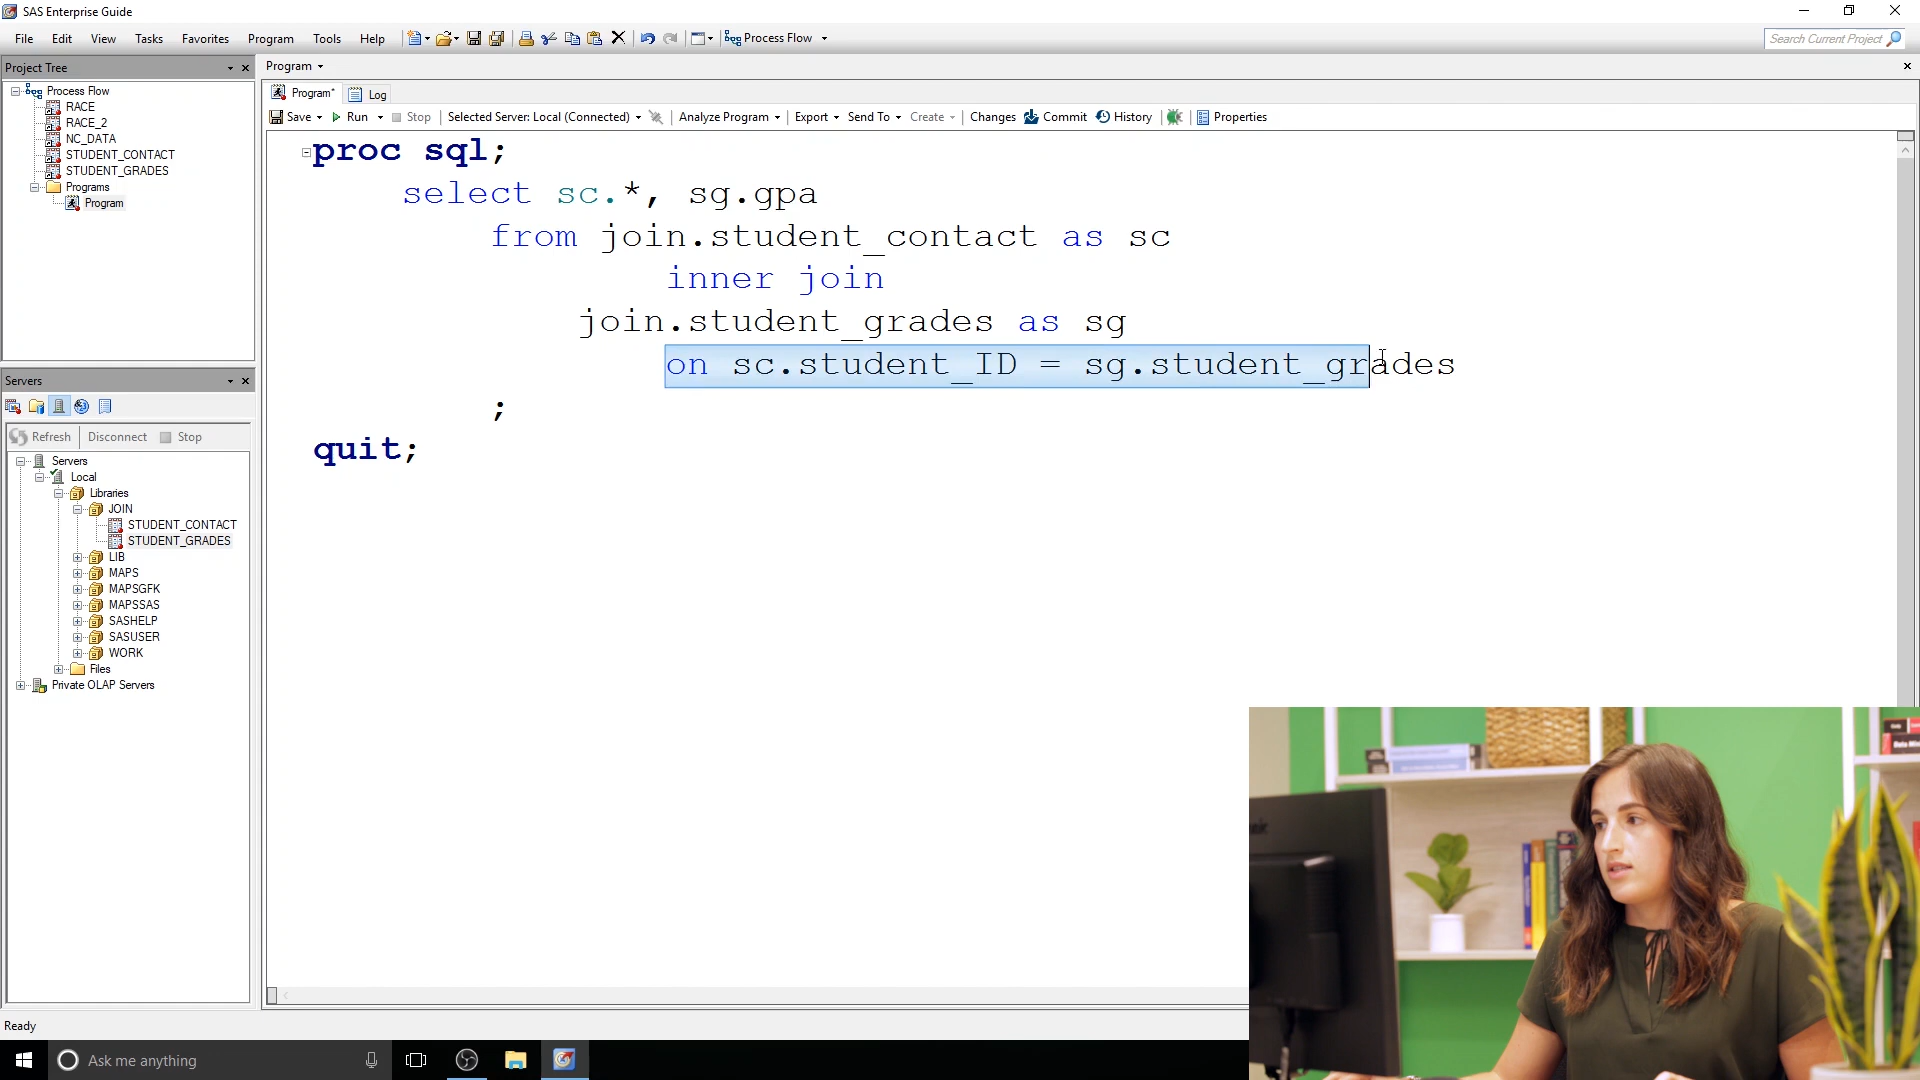 SAS Enterprise Guide
File Edit View Tasks Favorites Program Tools Help Process Flow Search Current Project
Project Tree
Process Flow
RACE
RACE_2
NC_DATA
STUDENT_CONTACT
STUDENT_GRADES
Programs
Program
Servers
Refresh Disconnect Stop
Servers
Local
Libraries
JOIN
STUDENT_CONTACT
STUDENT_GRADES
LIB
MAPS
MAPSGFK
MAPSSAS
SASHELP
SASUSER
WORK
Files
Private OLAP Servers
Program
Program* Log
Save Run Stop Selected Server: Local (Connected) Analyze Program Export Send To Create Changes Commit History Properties
proc sql;
select sc.*, sg.gpa
from join.student_contact as sc
inner join
join.student_grades as sg
on sc.student_ID = sg.student_grades
;
quit;
Ready
Ask me anything